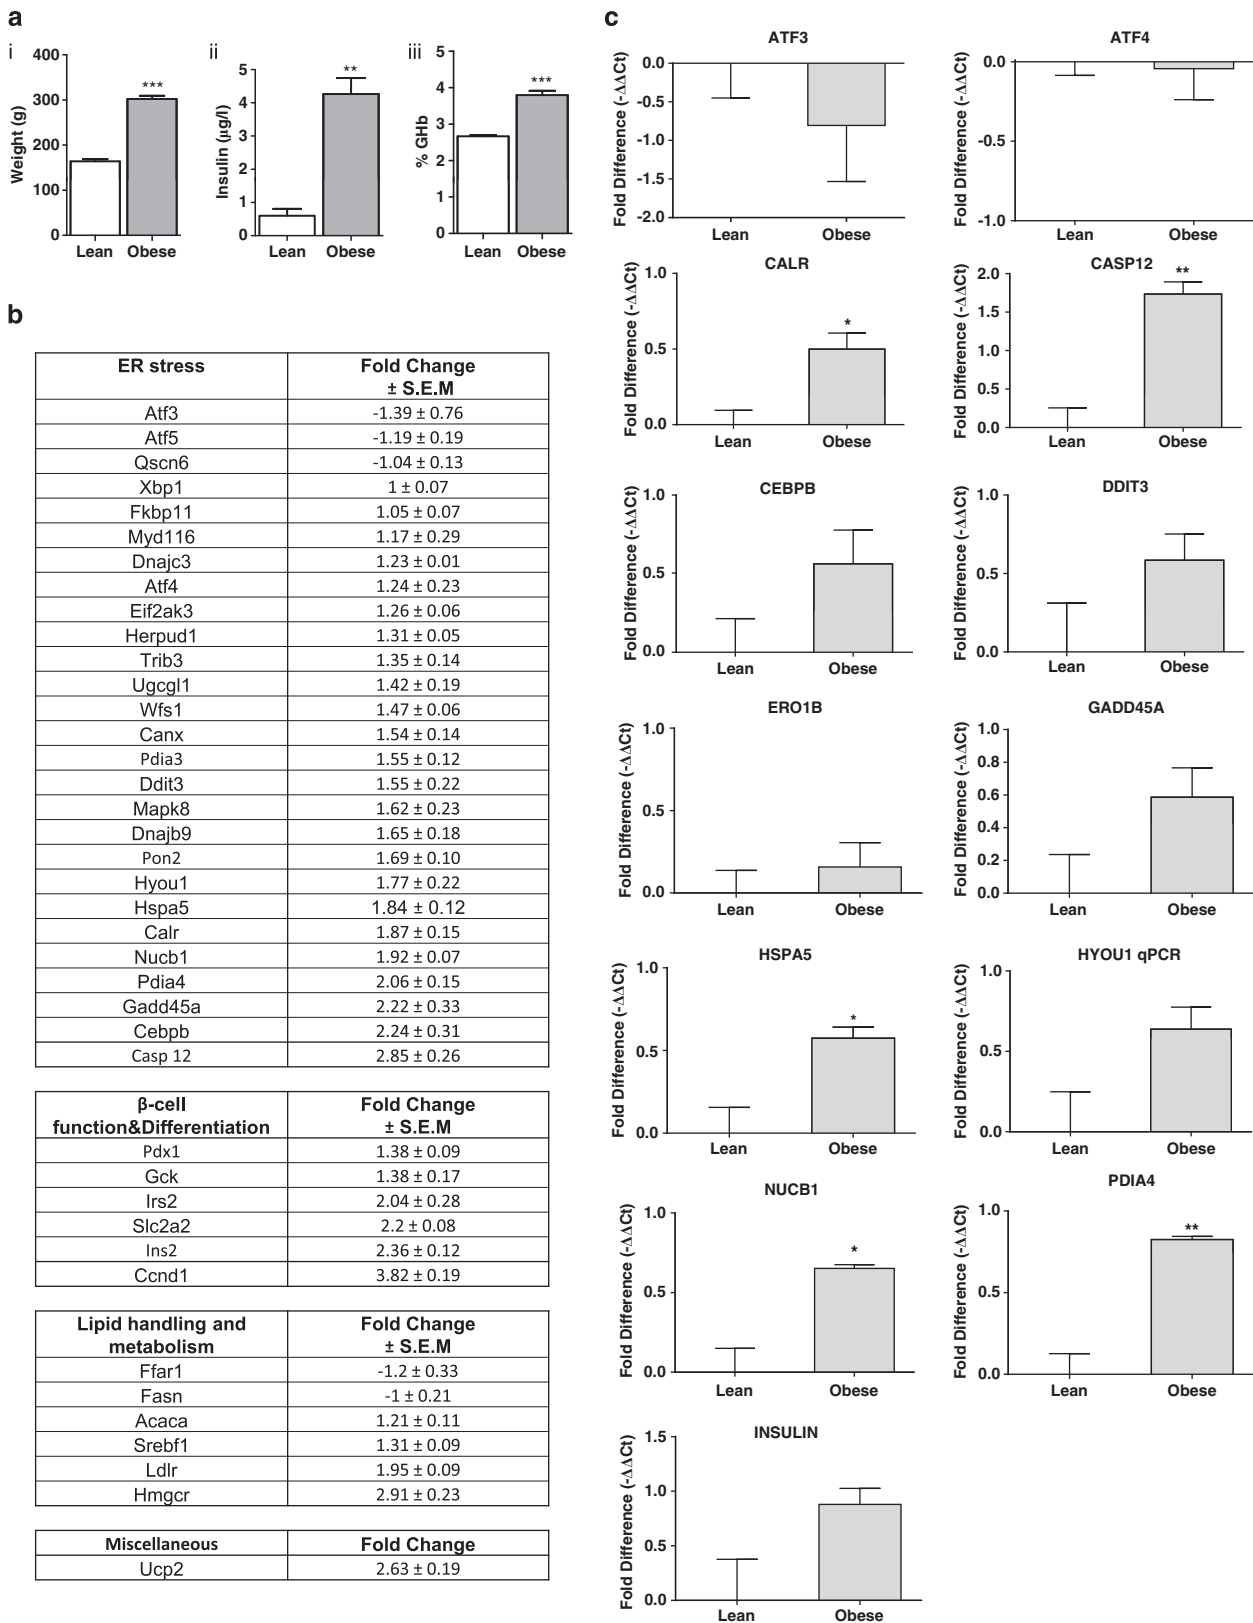 a
i
400
300
200
100
0
Weight (g)
***
Lean Obese
ii
5
4
3
2
1
0
Insulin (µg/l)
**
Lean Obese
iii
5
4
3
2
1
0
% GHb
***
Lean Obese
b
ER stress Fold Change
± S.E.M
Atf3 -1.39 ± 0.76
Atf5 -1.19 ± 0.19
Qscn6 -1.04 ± 0.13
Xbp1 1 ± 0.07
Fkbp11 1.05 ± 0.07
Myd116 1.17 ± 0.29
Dnajc3 1.23 ± 0.01
Atf4 1.24 ± 0.23
Eif2ak3 1.26 ± 0.06
Herpud1 1.31 ± 0.05
Trib3 1.35 ± 0.14
Ugcgl1 1.42 ± 0.19
Wfs1 1.47 ± 0.06
Canx 1.54 ± 0.14
Pdia3 1.55 ± 0.12
Ddit3 1.55 ± 0.22
Mapk8 1.62 ± 0.23
Dnajb9 1.65 ± 0.18
Pon2 1.69 ± 0.10
Hyou1 1.77 ± 0.22
Hspa5 1.84 ± 0.12
Calr 1.87 ± 0.15
Nucb1 1.92 ± 0.07
Pdia4 2.06 ± 0.15
Gadd45a 2.22 ± 0.33
Cebpb 2.24 ± 0.31
Casp 12 2.85 ± 0.26
β-cell Fold Change
function&Differentiation ± S.E.M
Pdx1 1.38 ± 0.09
Gck 1.38 ± 0.17
Irs2 2.04 ± 0.28
Slc2a2 2.2 ± 0.08
Ins2 2.36 ± 0.12
Ccnd1 3.82 ± 0.19
Lipid handling and Fold Change
metabolism ± S.E.M
Ffar1 -1.2 ± 0.33
Fasn -1 ± 0.21
Acaca 1.21 ± 0.11
Srebf1 1.31 ± 0.09
Ldlr 1.95 ± 0.09
Hmgcr 2.91 ± 0.23
Miscellaneous Fold Change
Ucp2 2.63 ± 0.19
c
ATF3
0.0
-0.5
-1.0
-1.5
-2.0
Fold Difference (-ΔΔCt)
Lean Obese
ATF4
0.0
-0.5
-1.0
Fold Difference (-ΔΔCt)
Lean Obese
CALR
1.0
0.5
0.0
Fold Difference (-ΔΔCt)
*
Lean Obese
CASP12
2.0
1.5
1.0
0.5
0.0
Fold Difference (-ΔΔCt)
**
Lean Obese
CEBPB
1.0
0.5
0.0
Fold Difference (-ΔΔCt)
Lean Obese
DDIT3
1.0
0.5
0.0
Fold Difference (-ΔΔCt)
Lean Obese
ERO1B
1.0
0.5
0.0
Fold Difference (-ΔΔCt)
Lean Obese
GADD45A
1.0
0.8
0.6
0.4
0.2
0.0
Fold Difference (-ΔΔCt)
Lean Obese
HSPA5
1.0
0.5
0.0
Fold Difference (-ΔΔCt)
*
Lean Obese
HYOU1 qPCR
1.0
0.5
0.0
Fold Difference (-ΔΔCt)
Lean Obese
NUCB1
1.0
0.5
0.0
Fold Difference (-ΔΔCt)
*
Lean Obese
PDIA4
1.0
0.8
0.6
0.4
0.2
0.0
Fold Difference (-ΔΔCt)
**
Lean Obese
INSULIN
1.5
1.0
0.5
0.0
Fold Difference (-ΔΔCt)
Lean Obese